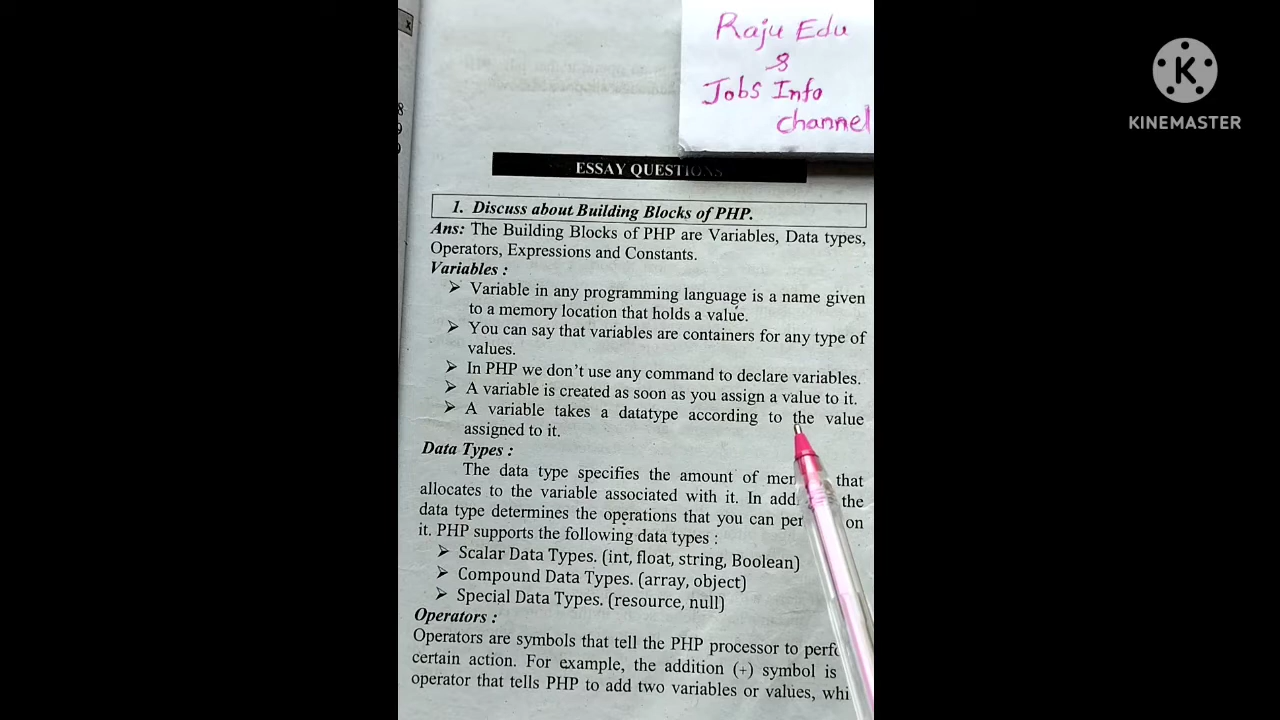 Raju Edu
&
Jobs Info
channel
KINEMASTER
ESSAY QUESTIONS
1. Discuss about Building Blocks of PHP.
Ans: The Building Blocks of PHP are Variables, Data types,
Operators, Expressions and Constants.
Variables :
➢ Variable in any programming language is a name given
to a memory location that holds a value.
➢ You can say that variables are containers for any type of
values.
➢ In PHP we don't use any command to declare variables.
➢ A variable is created as soon as you assign a value to it.
➢ A variable takes a datatype according to the value
assigned to it.
Data Types :
The data type specifies the amount of mem that
allocates to the variable associated with it. In add the
data type determines the operations that you can per on
it. PHP supports the following data types :
➢ Scalar Data Types. (int, float, string, Boolean)
➢ Compound Data Types. (array, object)
➢ Special Data Types. (resource, null)
Operators :
Operators are symbols that tell the PHP processor to perfo
certain action. For example, the addition (+) symbol is
operator that tells PHP to add two variables or values, whi